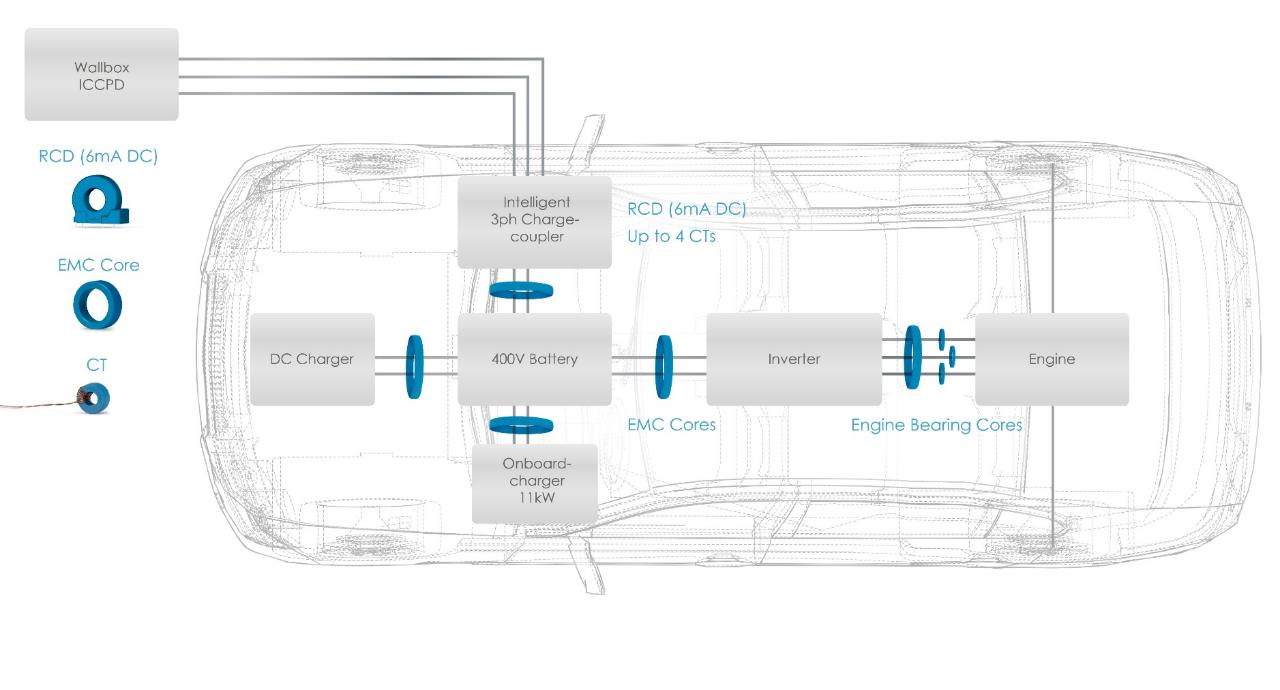 Wallbox
ICCPD
RCD (6mA DC)
EMC Core
CT
Intelligent
3ph Charge-
coupler
RCD (6mA DC)
Up to 4 CTs
DC Charger
400V Battery
Inverter
Engine
EMC Cores
Engine Bearing Cores
Onboard-
charger
11kW